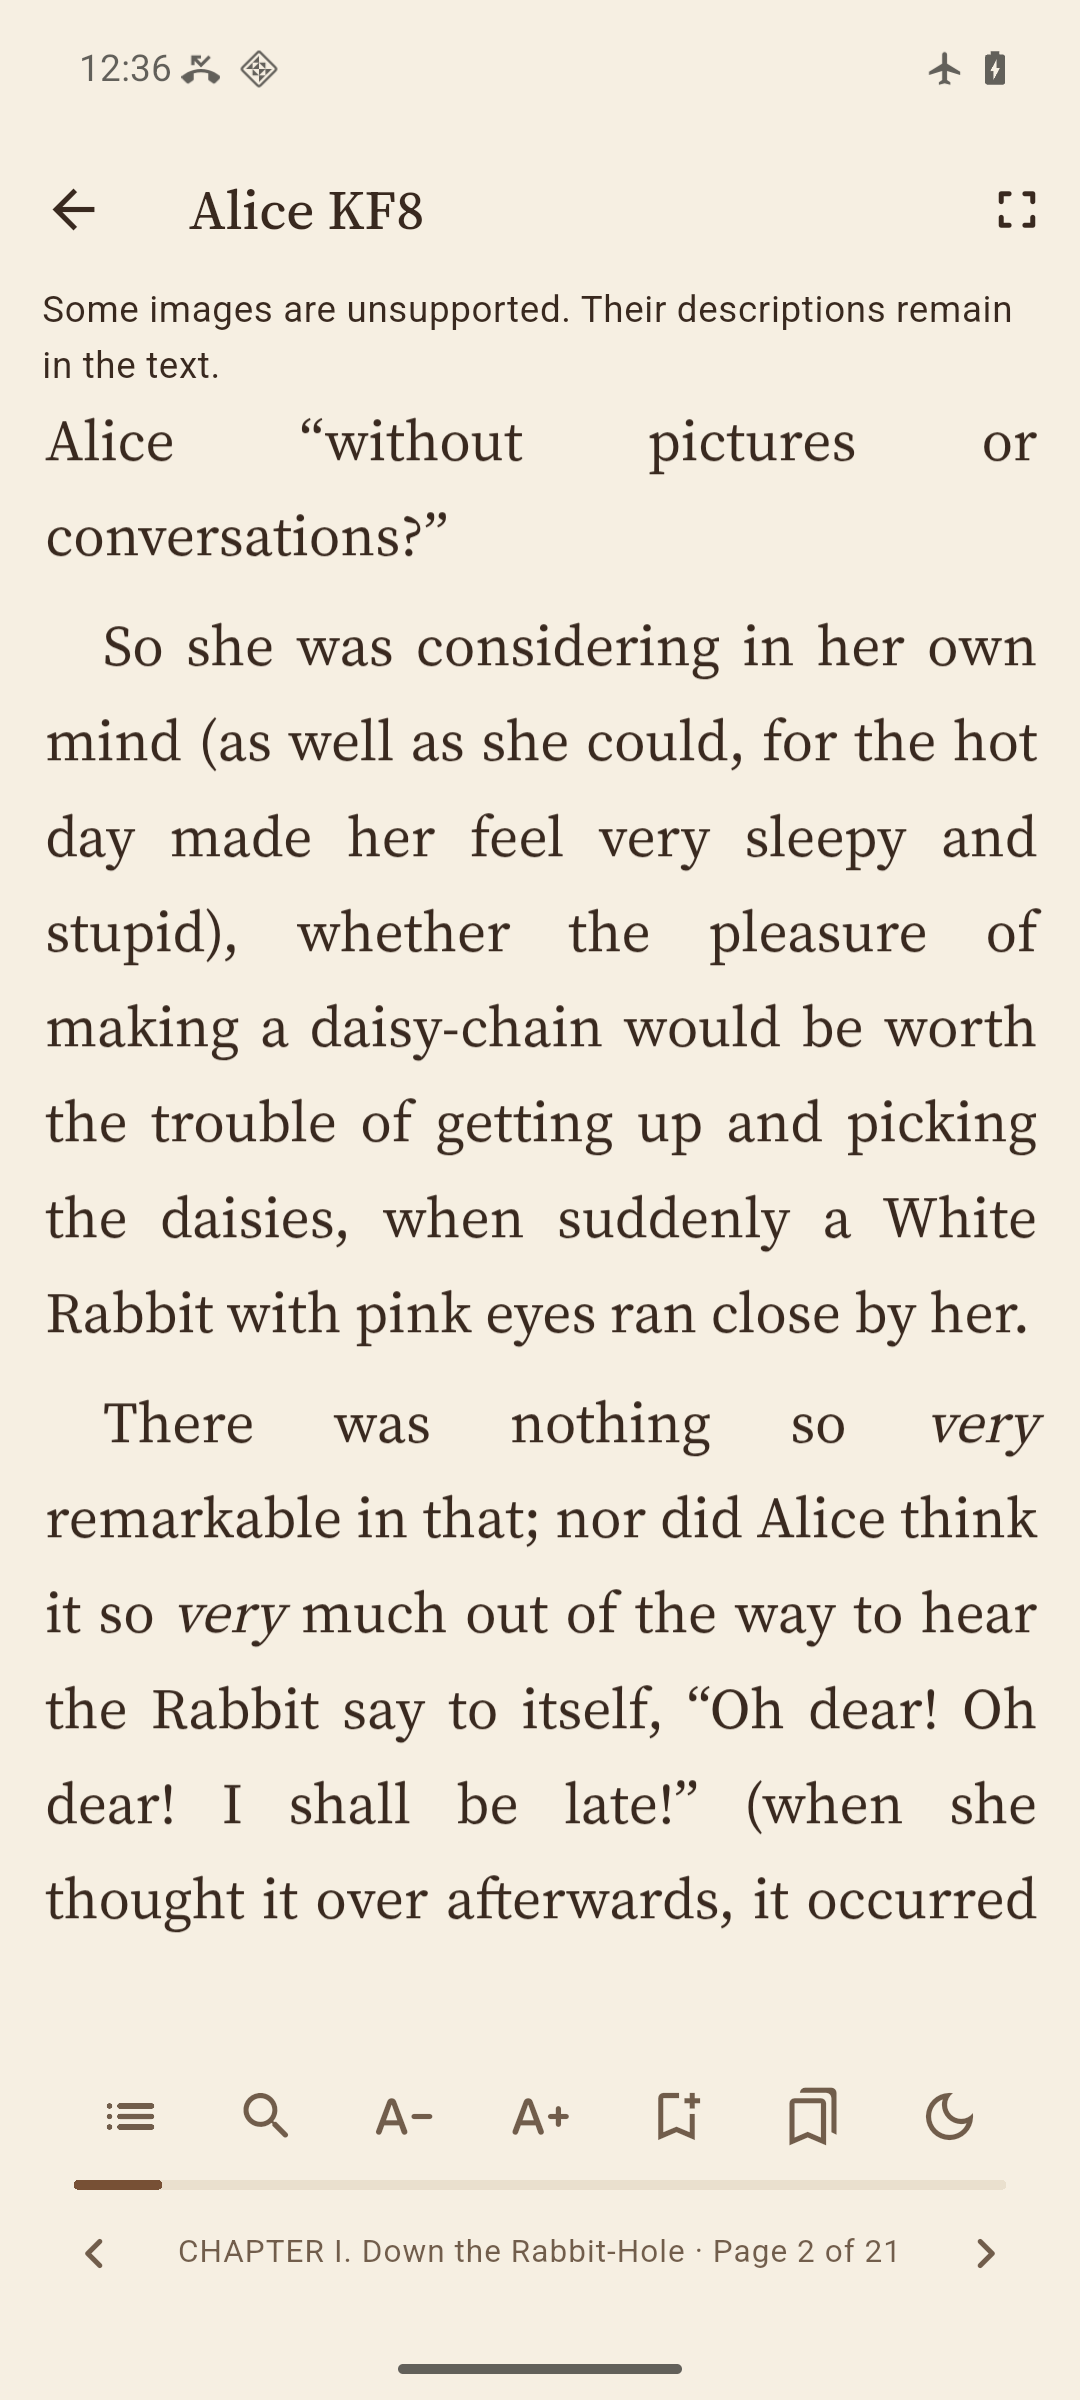 12:36
Alice KF8
Some images are unsupported. Their descriptions remain
in the text.
Alice “without pictures or
conversations?”
So she was considering in her own
mind (as well as she could, for the hot
day made her feel very sleepy and
stupid), whether the pleasure of
making a daisy-chain would be worth
the trouble of getting up and picking
the daisies, when suddenly a White
Rabbit with pink eyes ran close by her.
There was nothing so very
remarkable in that; nor did Alice think
it so very much out of the way to hear
the Rabbit say to itself, “Oh dear! Oh
dear! I shall be late!” (when she
thought it over afterwards, it occurred
A− A+
CHAPTER I. Down the Rabbit-Hole · Page 2 of 21